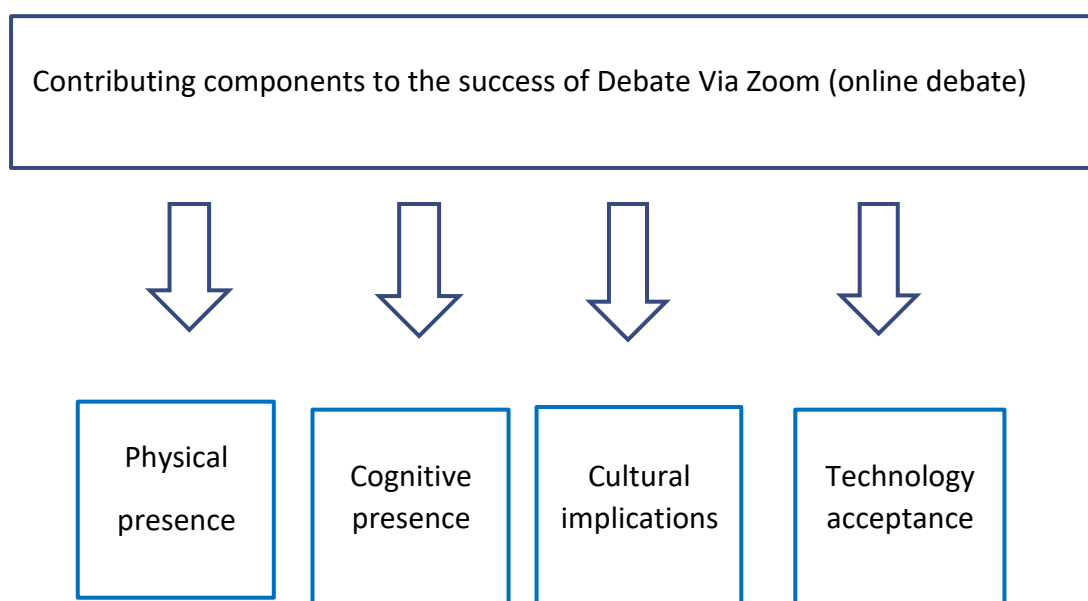 Contributing components to the success of Debate Via Zoom (online debate)
Physical
presence
Cognitive
presence
Cultural
implications
Technology
acceptance